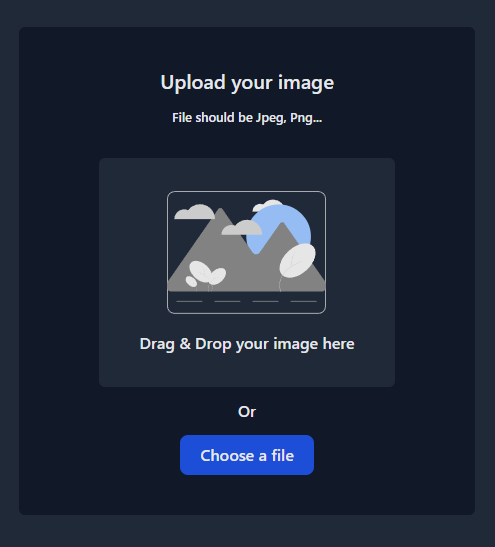 Upload your image
File should be Jpeg, Png...
Drag & Drop your image here
Or
Choose a file